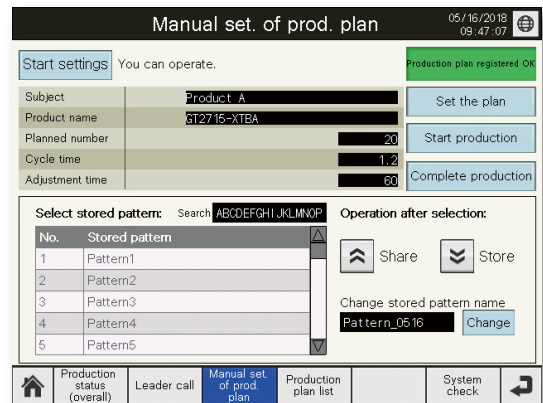 Manual set. of prod. plan
05/16/2018
09:47:07
Start settings
You can operate.
Production plan registered OK
Subject
Product A
Product name
GT2715-XTBA
Planned number
20
Cycle time
1.2
Adjustment time
60
Set the plan
Start production
Complete production
Select stored pattern:
Search
ABCDEFGHIJKLMNOP
No.
Stored pattern
1
Pattern1
2
Pattern2
3
Pattern3
4
Pattern4
5
Pattern5
Operation after selection:
Share
Store
Change stored pattern name
Pattern_0516
Change
Production
status
(overall)
Leader call
Manual set.
of prod.
plan
Production
plan list
System
check